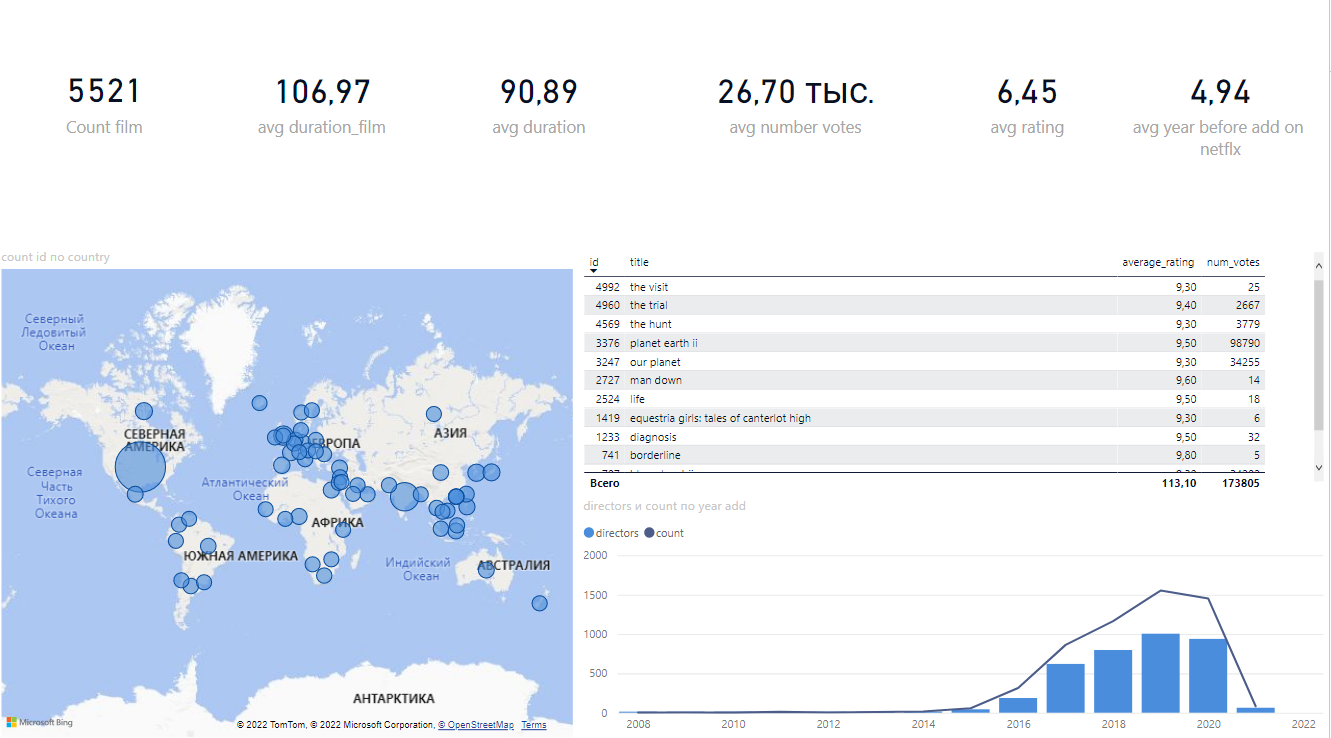 5521
Count film
106,97
avg duration_film
90,89
avg duration
26,70 тыс.
avg number votes
6,45
avg rating
4,94
avg year before add on
netflx
count id по country
Северный
Ледовитый
Океан
СЕВЕРНАЯ
АМЕРИКА
ЕВРОПА
АЗИЯ
Северная
Часть
Тихого
Океана
Атлантический
Океан
АФРИКА
ЮЖНАЯ АМЕРИКА
Индийский
Океан
АВСТРАЛИЯ
АНТАРКТИКА
Microsoft Bing
© 2022 TomTom, © 2022 Microsoft Corporation, © OpenStreetMap Terms
id title average_rating num_votes
4992 the visit 9,30 25
4960 the trial 9,40 2667
4569 the hunt 9,30 3779
3376 planet earth ii 9,50 98790
3247 our planet 9,30 34255
2727 man down 9,60 14
2524 life 9,50 18
1419 equestria girls: tales of canterlot high 9,30 6
1233 diagnosis 9,50 32
741 borderline 9,80 5
Всего 113,10 173805
directors и count по year add
directors count
2000
1500
1000
500
0
2008 2010 2012 2014 2016 2018 2020 2022